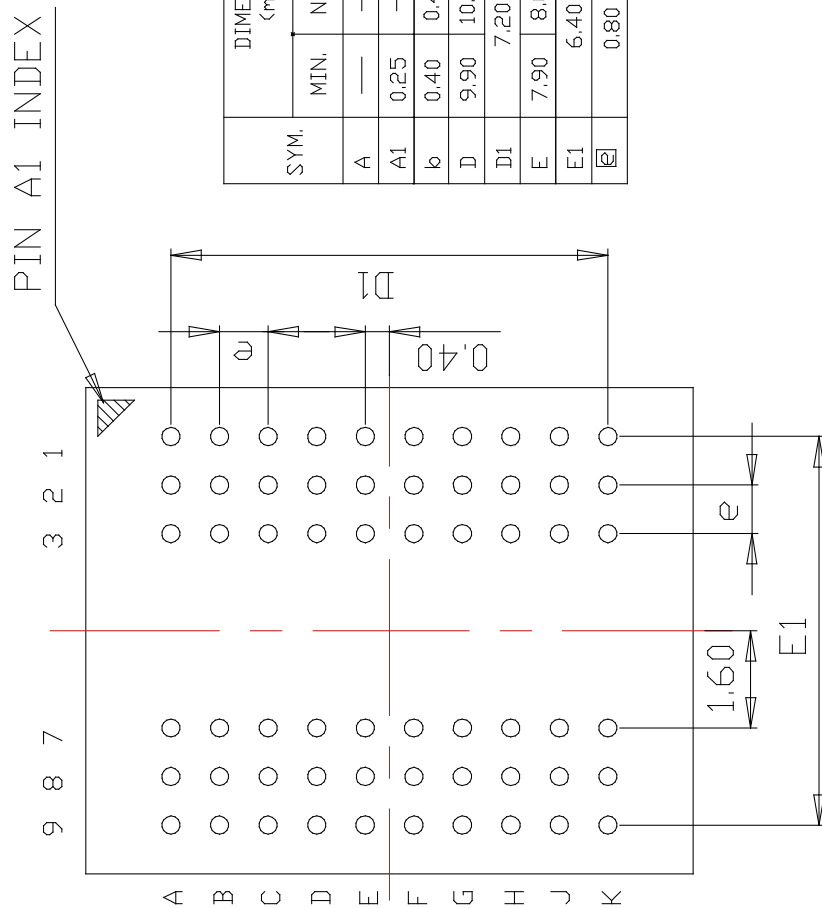 PIN A1 INDEX
SYM.
DIME
(m
MIN. N
A — —
A1 0.25 —
b 0.40 0.4
D 9.90 10.
D1 7.20
E 7.90 8.
E1 6.40
e 0.80
D1
e
0.40
1 2 3 7 8 9
A
B
C
D
E
F
G
H
J
K
e
1.60
E1